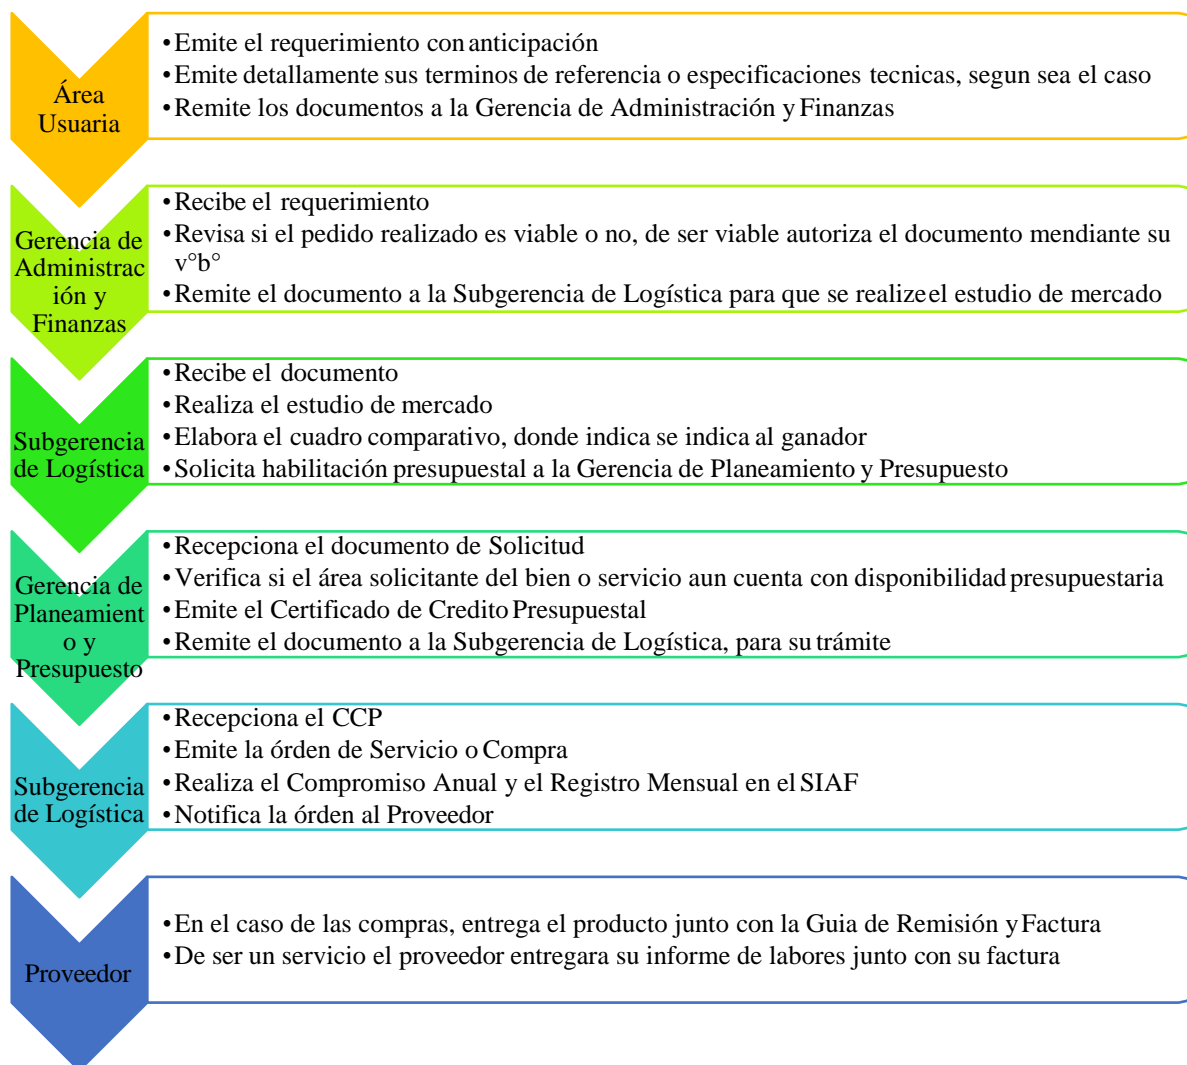 Área
Usuaria
•Emite el requerimiento con anticipación
•Emite detallamente sus terminos de referencia o especificaciones tecnicas, segun sea el caso
•Remite los documentos a la Gerencia de Administración y Finanzas
Gerencia de
Administrac
ión y
Finanzas
•Recibe el requerimiento
•Revisa si el pedido realizado es viable o no, de ser viable autoriza el documento mendiante su
v°b°
•Remite el documento a la Subgerencia de Logística para que se realize el estudio de mercado
Subgerencia
de Logística
•Recibe el documento
•Realiza el estudio de mercado
•Elabora el cuadro comparativo, donde indica se indica al ganador
•Solicita habilitación presupuestal a la Gerencia de Planeamiento y Presupuesto
Gerencia de
Planeamient
o y
Presupuesto
•Recepciona el documento de Solicitud
•Verifica si el área solicitante del bien o servicio aun cuenta con disponibilidad presupuestaria
•Emite el Certificado de Credito Presupuestal
•Remite el documento a la Subgerencia de Logística, para su trámite
Subgerencia
de Logística
•Recepciona el CCP
•Emite la órden de Servicio o Compra
•Realiza el Compromiso Anual y el Registro Mensual en el SIAF
•Notifica la órden al Proveedor
Proveedor
•En el caso de las compras, entrega el producto junto con la Guia de Remisión y Factura
•De ser un servicio el proveedor entregara su informe de labores junto con su factura